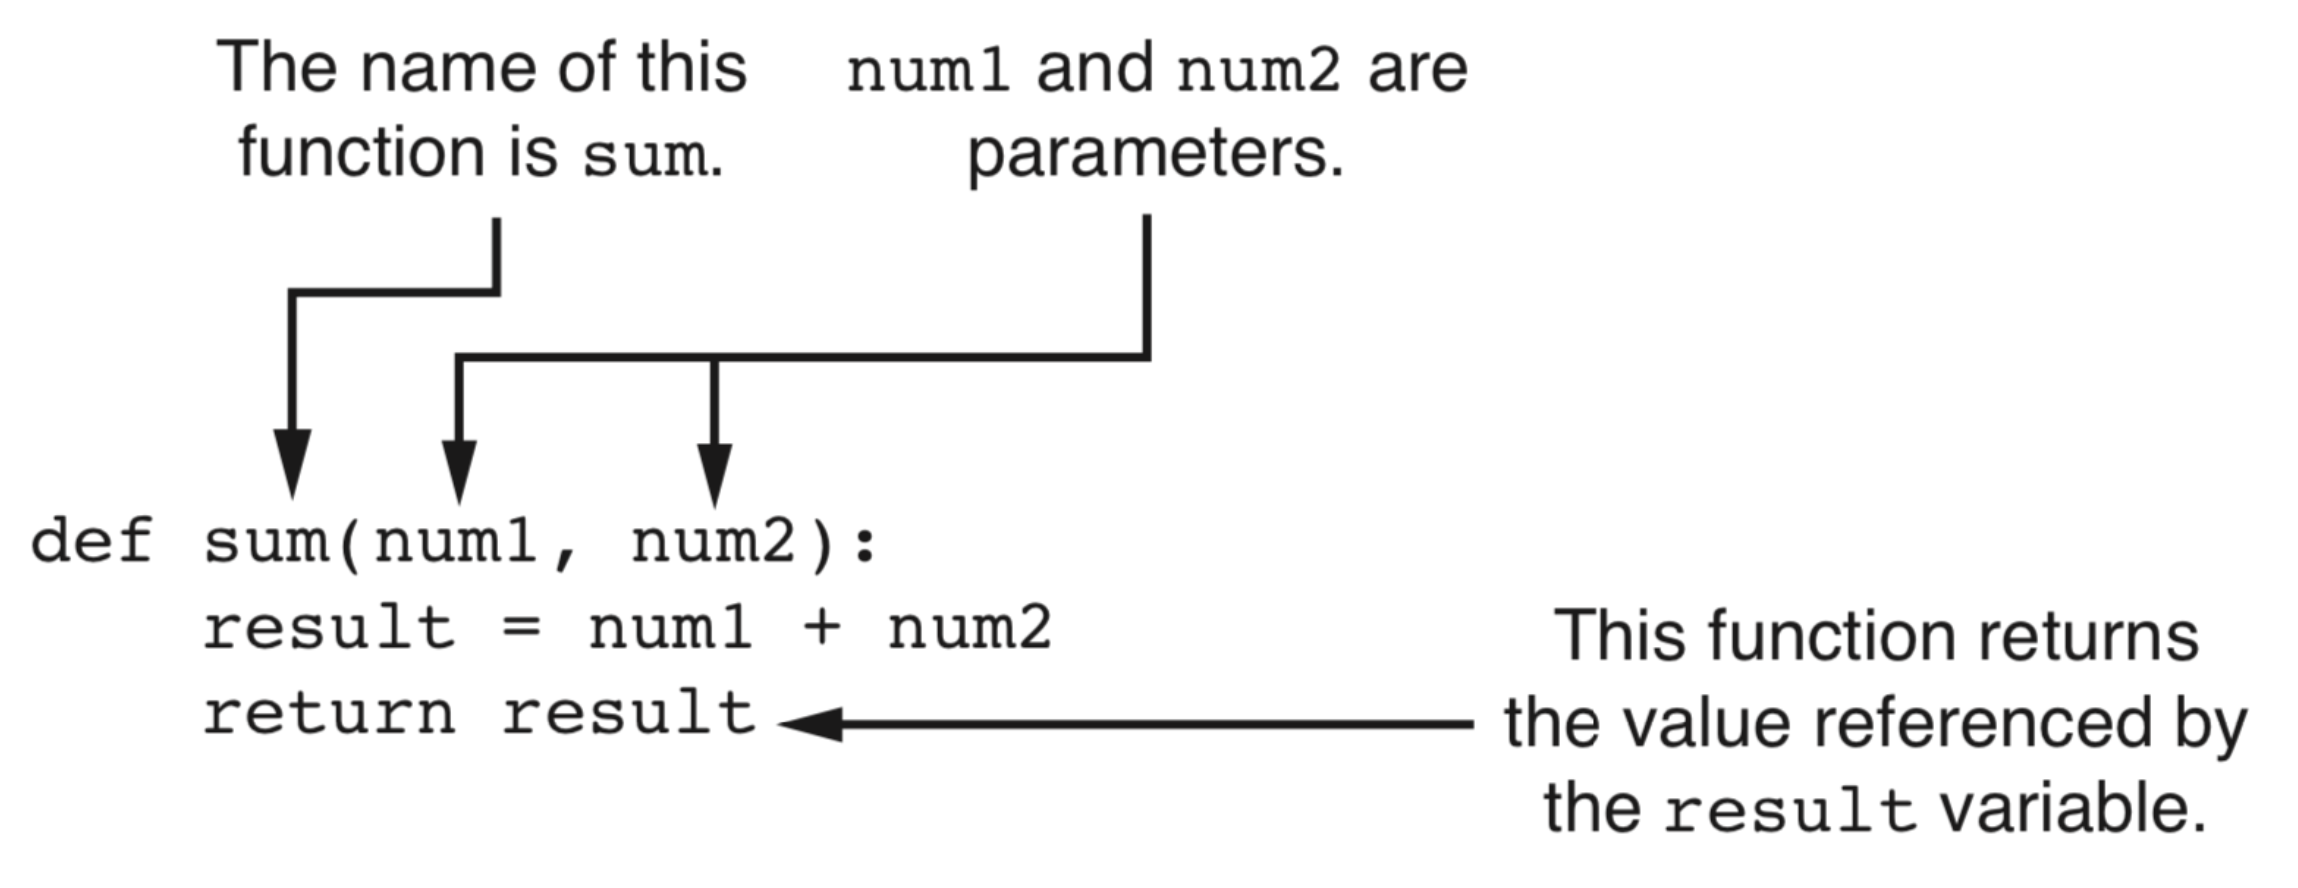 The name of this
function is sum.
num1 and num2 are
parameters.
def sum(num1, num2):
    result = num1 + num2
    return result
This function returns
the value referenced by
the result variable.